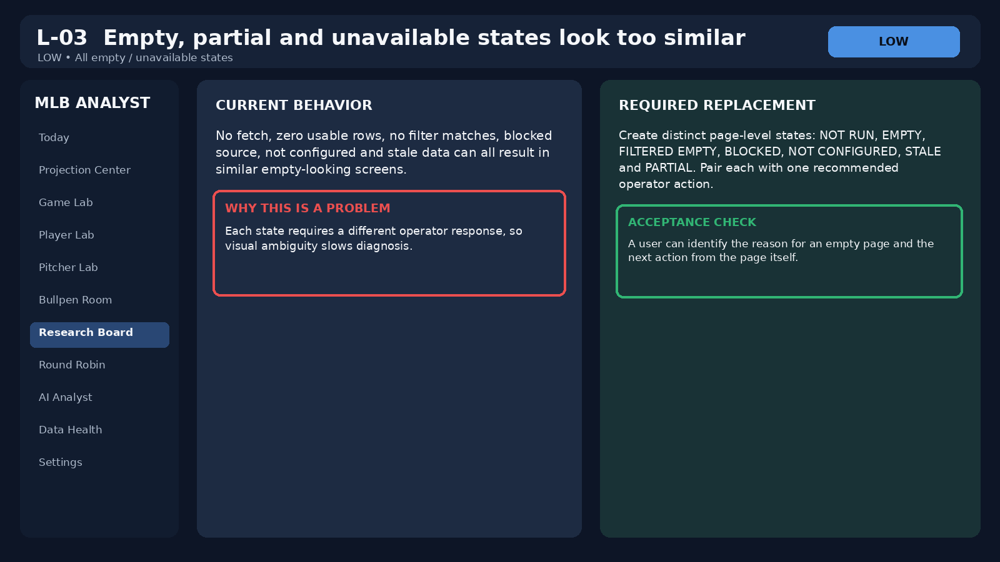 L-03 Empty, partial and unavailable states look too similar
LOW • All empty / unavailable states
LOW
MLB ANALYST
Today
Projection Center
Game Lab
Player Lab
Pitcher Lab
Bullpen Room
Research Board
Round Robin
AI Analyst
Data Health
Settings
CURRENT BEHAVIOR
No fetch, zero usable rows, no filter matches, blocked
source, not configured and stale data can all result in
similar empty-looking screens.
WHY THIS IS A PROBLEM
Each state requires a different operator response, so
visual ambiguity slows diagnosis.
REQUIRED REPLACEMENT
Create distinct page-level states: NOT RUN, EMPTY,
FILTERED EMPTY, BLOCKED, NOT CONFIGURED, STALE
and PARTIAL. Pair each with one recommended
operator action.
ACCEPTANCE CHECK
A user can identify the reason for an empty page and the
next action from the page itself.